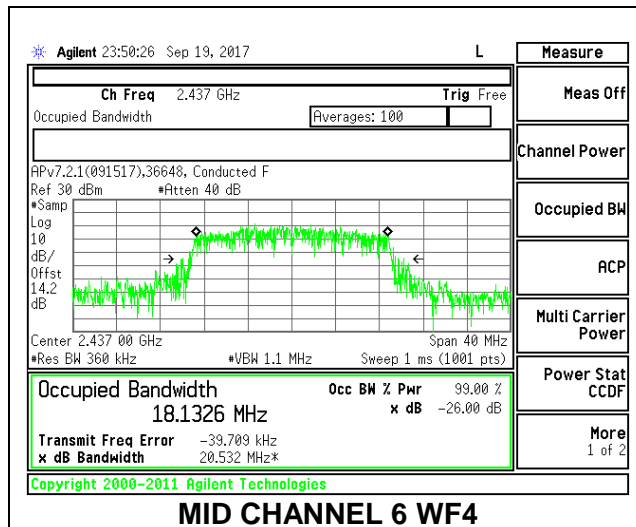 Agilent 23:50:26 Sep 19, 2017 L Measure
Ch Freq 2.437 GHz Trig Free
Occupied Bandwidth Averages: 100
APv7.2.1(091517),36648, Conducted F
Ref 30 dBm #Atten 40 dB
#Samp
Log
10
dB/
Offst
14.2
dB
Center 2.437 00 GHz Span 40 MHz
#Res BW 360 kHz #VBW 1.1 MHz Sweep 1 ms (1001 pts)
Occupied Bandwidth Occ BW % Pwr 99.00 %
18.1326 MHz x dB -26.00 dB
Transmit Freq Error -39.709 kHz
x dB Bandwidth 20.532 MHz*
Copyright 2000-2011 Agilent Technologies
Meas Off
Channel Power
Occupied BW
ACP
Multi Carrier
Power
Power Stat
CCDF
More
1 of 2
MID CHANNEL 6 WF4